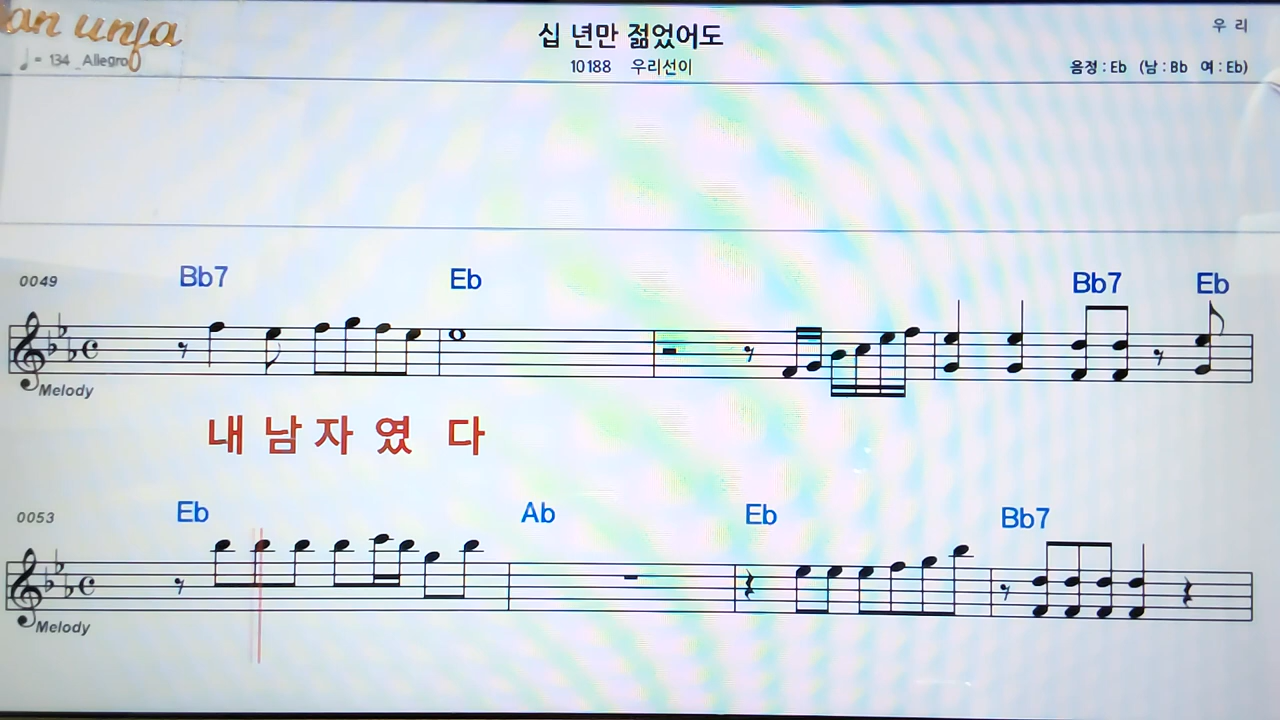 십 년만 젊었어도
우 리
= 134 _Allegro
10188 우리선이
음정 : Eb (남 : Bb 여 : Eb)
0049 Bb7 Eb Bb7 Eb
Melody
내 남 자 였 다
0053 Eb Ab Eb Bb7
Melody